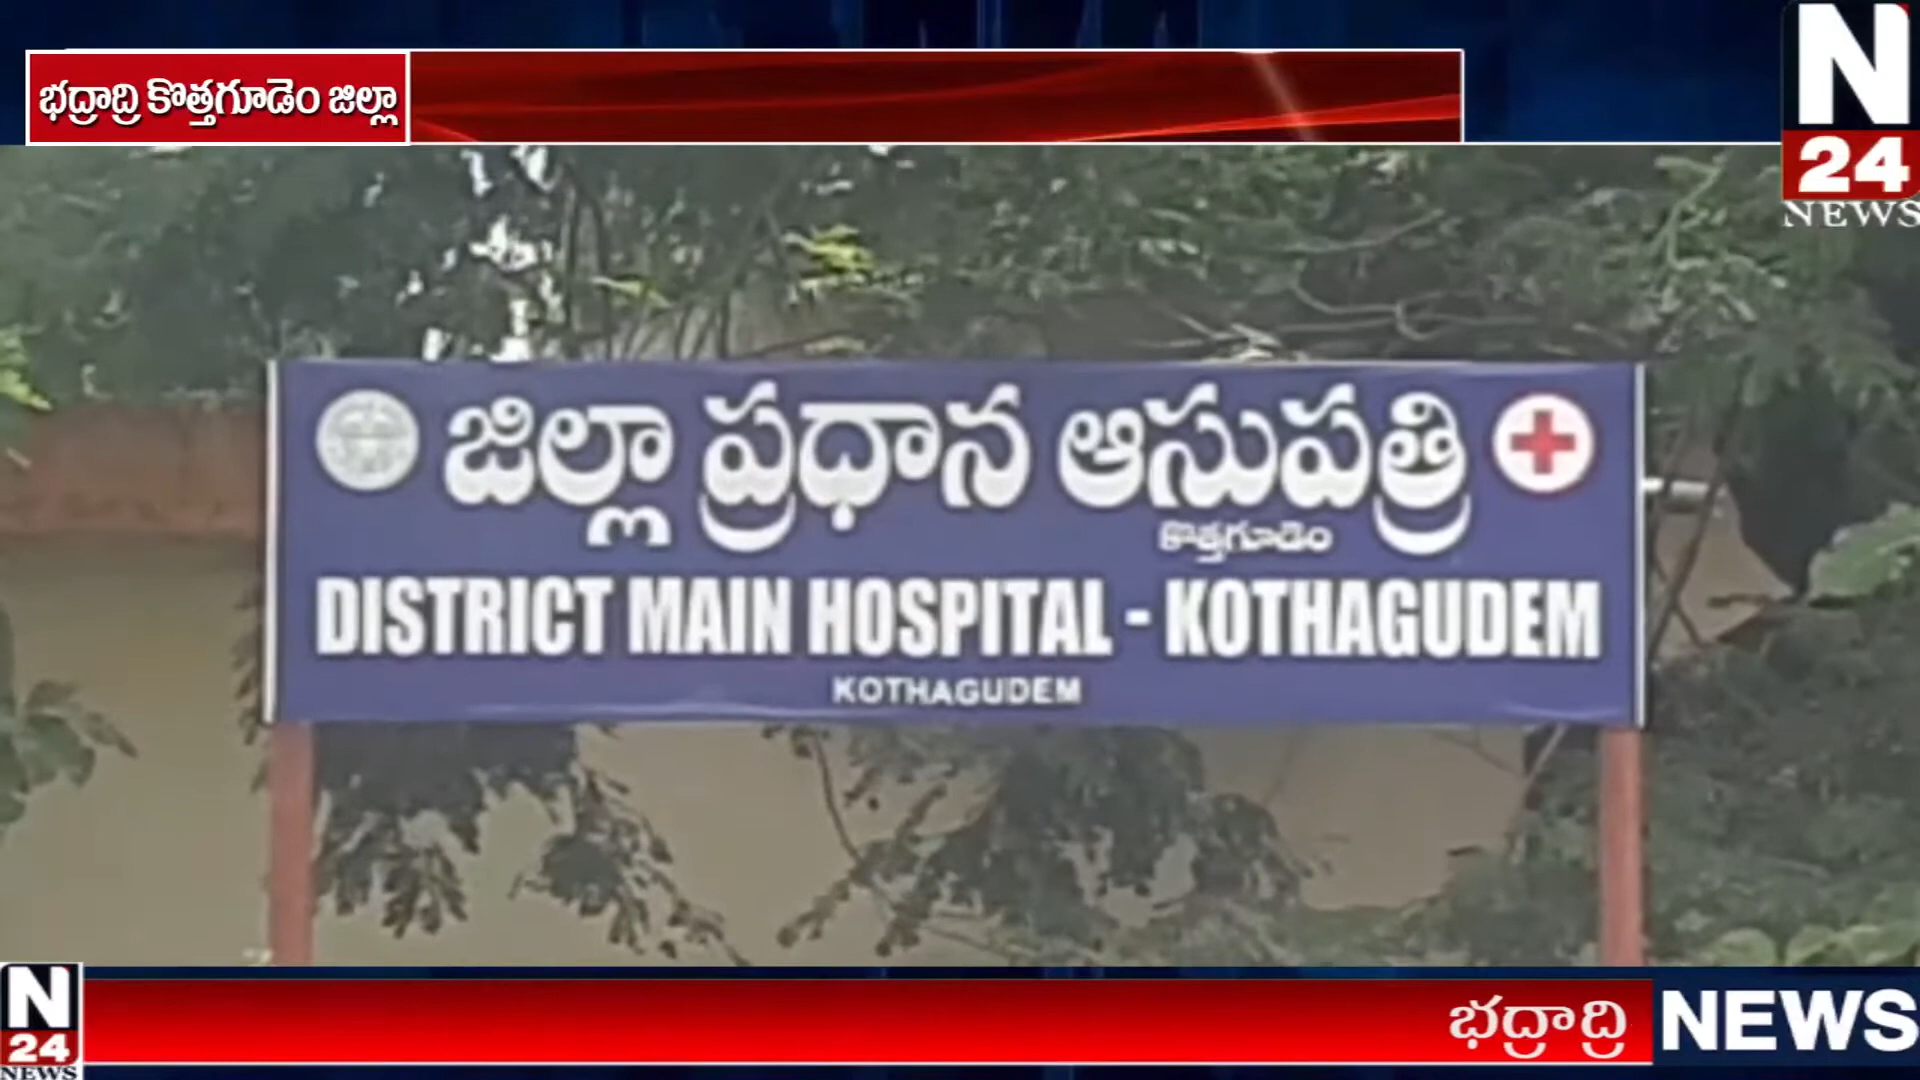 భద్రాద్రి కొత్తగూడెం జిల్లా
N
24
NEWS
జిల్లా ప్రధాన ఆసుపత్రి
కొత్తగూడెం
DISTRICT MAIN HOSPITAL - KOTHAGUDEM
KOTHAGUDEM
N
24
NEWS
భద్రాద్రి NEWS